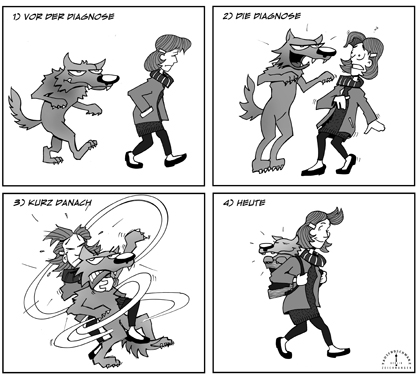 1) VOR DER DIAGNOSE
2) DIE DIAGNOSE
3) KURZ DANACH
4) HEUTE